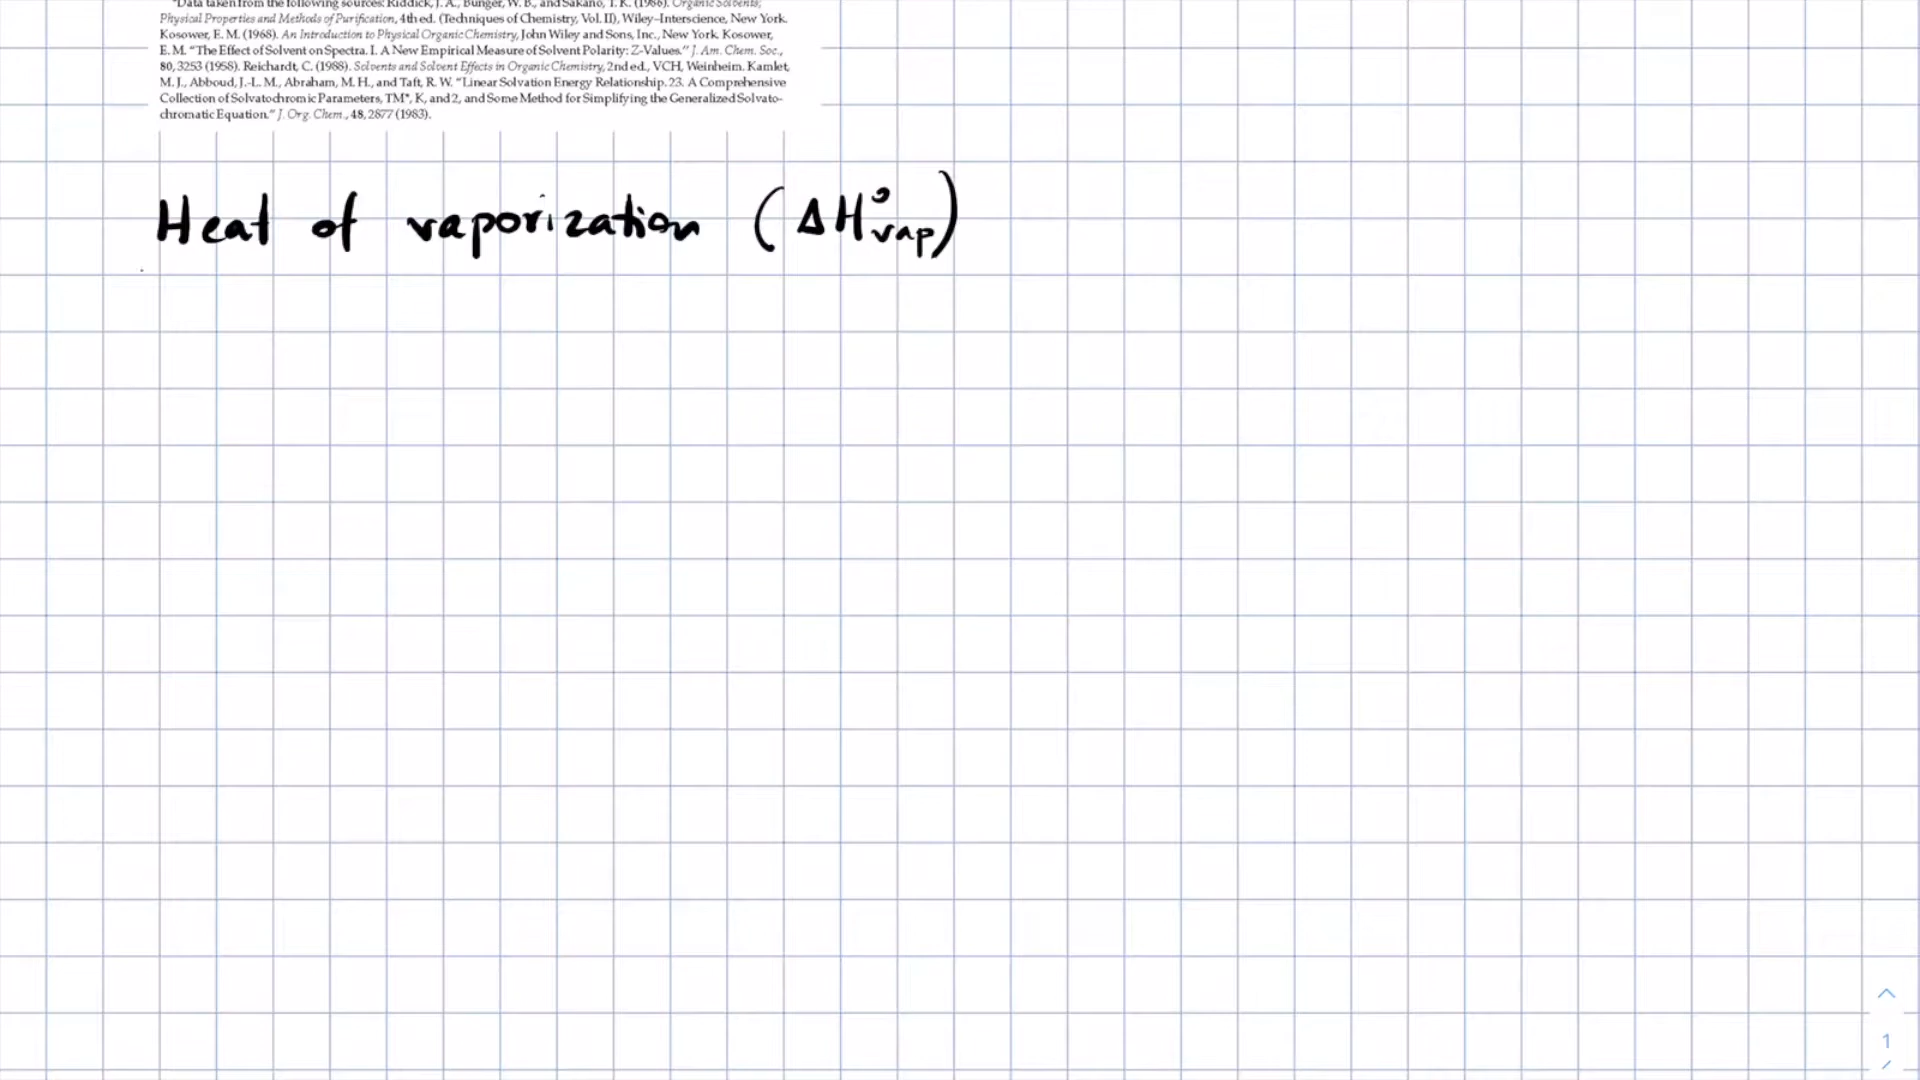 "Data taken from the following sources: Riddick, J. A., Bunger, W. B., and Sakano, T. K. (1986). Organic Solvents;
Physical Properties and Methods of Purification, 4th ed. (Techniques of Chemistry, Vol. II), Wiley–Interscience, New York.
Kosower, E. M. (1968). An Introduction to Physical Organic Chemistry, John Wiley and Sons, Inc., New York. Kosower,
E. M. “The Effect of Solvent on Spectra. I. A New Empirical Measure of Solvent Polarity: Z-Values.” J. Am. Chem. Soc.,
80, 3253 (1958). Reichardt, C. (1988). Solvents and Solvent Effects in Organic Chemistry, 2nd ed., VCH, Weinheim. Kamlet,
M. J., Abboud, J.-L. M., Abraham, M. H., and Taft, R. W. “Linear Solvation Energy Relationship. 23. A Comprehensive
Collection of Solvatochromic Parameters, TM*, K, and 2, and Some Method for Simplifying the Generalized Solvato-
chromatic Equation.” J. Org. Chem., 48, 2877 (1983).
Heat of vaporization (ΔH°vap)
1